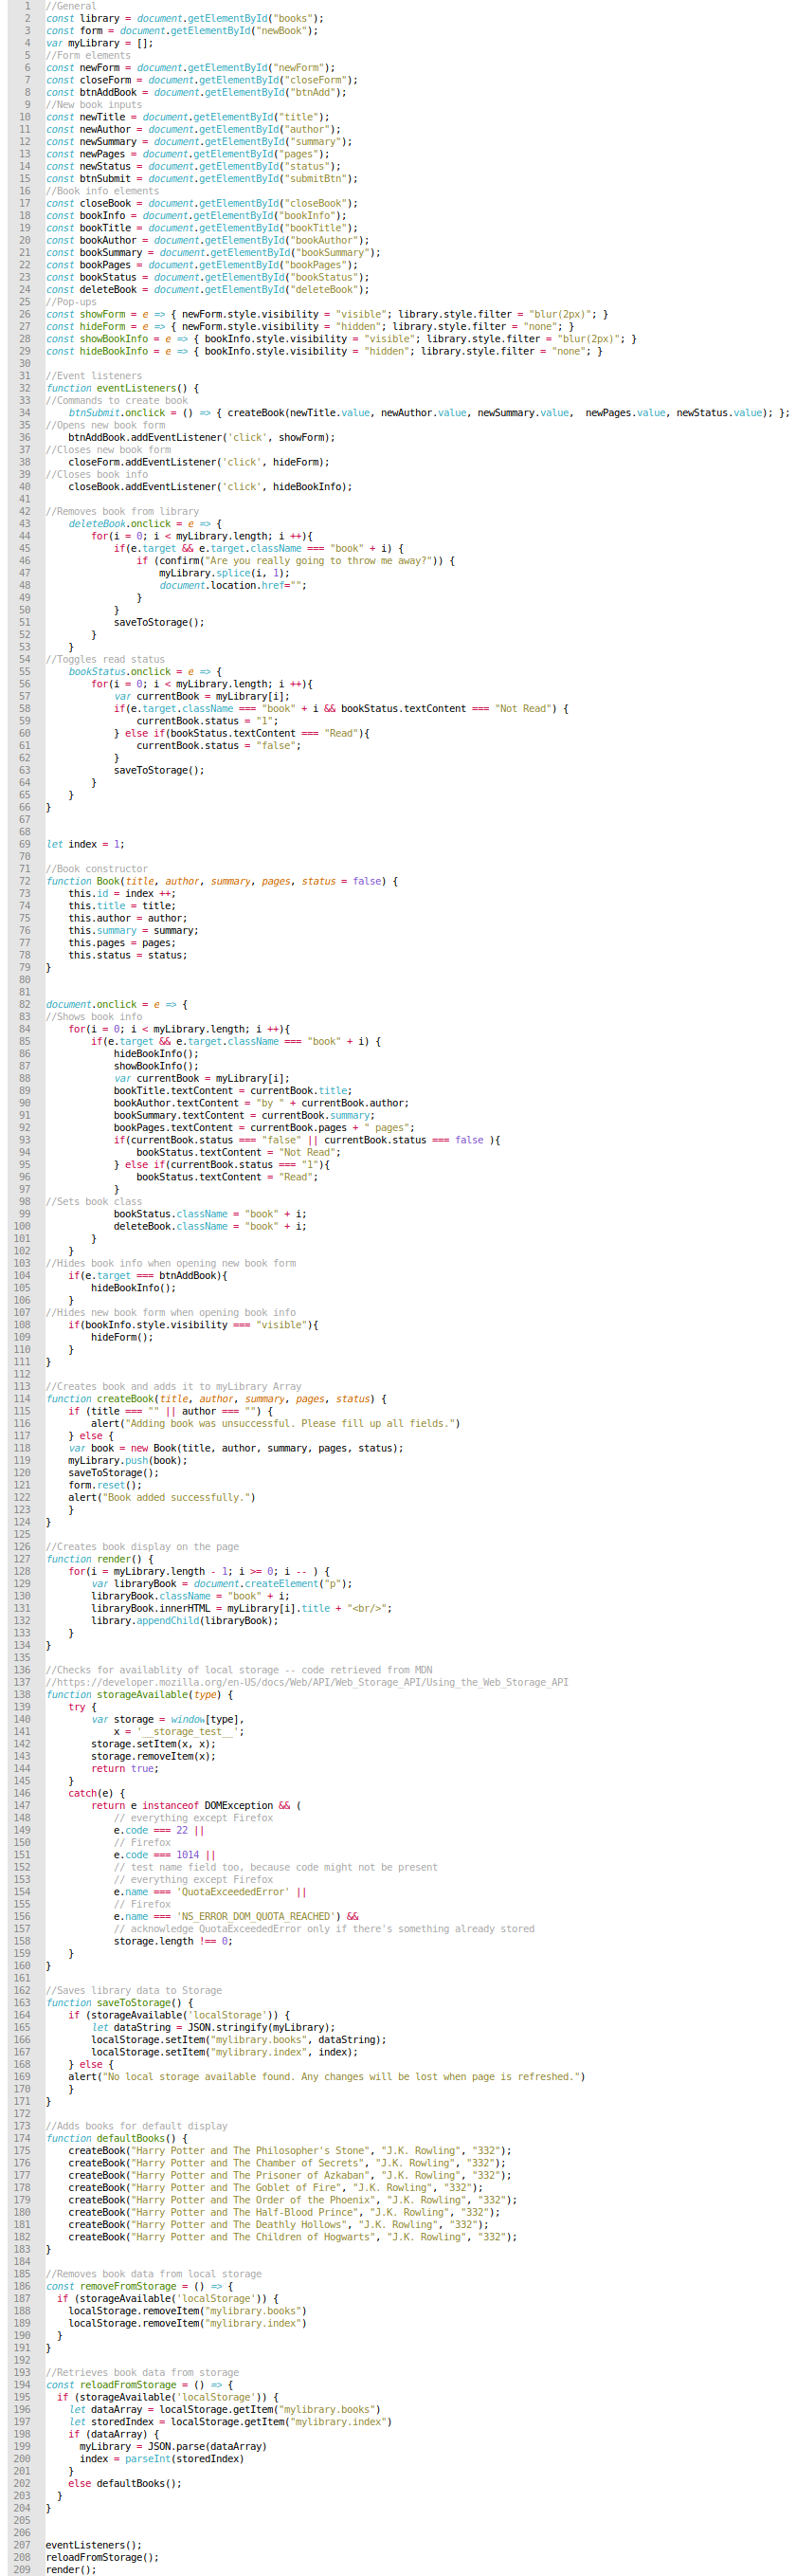 1 //General
2 const library = document.getElementById("books");
3 const form = document.getElementById("newBook");
4 var myLibrary = [];
5 //Form elements
6 const newForm = document.getElementById("newForm");
7 const closeForm = document.getElementById("closeForm");
8 const btnAddBook = document.getElementById("btnAdd");
9 //New book inputs
10 const newTitle = document.getElementById("title");
11 const newAuthor = document.getElementById("author");
12 const newSummary = document.getElementById("summary");
13 const newPages = document.getElementById("pages");
14 const newStatus = document.getElementById("status");
15 const btnSubmit = document.getElementById("submitBtn");
16 //Book info elements
17 const closeBook = document.getElementById("closeBook");
18 const bookInfo = document.getElementById("bookInfo");
19 const bookTitle = document.getElementById("bookTitle");
20 const bookAuthor = document.getElementById("bookAuthor");
21 const bookSummary = document.getElementById("bookSummary");
22 const bookPages = document.getElementById("bookPages");
23 const bookStatus = document.getElementById("bookStatus");
24 const deleteBook = document.getElementById("deleteBook");
25 //Pop-ups
26 const showForm = e => { newForm.style.visibility = "visible"; library.style.filter = "blur(2px)"; }
27 const hideForm = e => { newForm.style.visibility = "hidden"; library.style.filter = "none"; }
28 const showBookInfo = e => { bookInfo.style.visibility = "visible"; library.style.filter = "blur(2px)"; }
29 const hideBookInfo = e => { bookInfo.style.visibility = "hidden"; library.style.filter = "none"; }
30
31 //Event listeners
32 function eventListeners() {
33 //Commands to create book
34 btnSubmit.onclick = () => { createBook(newTitle.value, newAuthor.value, newSummary.value,  newPages.value, newStatus.value); };
35 //Opens new book form
36 btnAddBook.addEventListener('click', showForm);
37 //Closes new book form
38 closeForm.addEventListener('click', hideForm);
39 //Closes book info
40 closeBook.addEventListener('click', hideBookInfo);
41
42 //Removes book from library
43 deleteBook.onclick = e => {
44 for(i = 0; i < myLibrary.length; i ++){
45 if(e.target && e.target.className === "book" + i) {
46 if (confirm("Are you really going to throw me away?")) {
47 myLibrary.splice(i, 1);
48 document.location.href="";
49 }
50 }
51 saveToStorage();
52 }
53 }
54 //Toggles read status
55 bookStatus.onclick = e => {
56 for(i = 0; i < myLibrary.length; i ++){
57 var currentBook = myLibrary[i];
58 if(e.target.className === "book" + i && bookStatus.textContent === "Not Read") {
59 currentBook.status = "1";
60 } else if(bookStatus.textContent === "Read"){
61 currentBook.status = "false";
62 }
63 saveToStorage();
64 }
65 }
66 }
67
68
69 let index = 1;
70
71 //Book constructor
72 function Book(title, author, summary, pages, status = false) {
73 this.id = index ++;
74 this.title = title;
75 this.author = author;
76 this.summary = summary;
77 this.pages = pages;
78 this.status = status;
79 }
80
81
82 document.onclick = e => {
83 //Shows book info
84 for(i = 0; i < myLibrary.length; i ++){
85 if(e.target && e.target.className === "book" + i) {
86 hideBookInfo();
87 showBookInfo();
88 var currentBook = myLibrary[i];
89 bookTitle.textContent = currentBook.title;
90 bookAuthor.textContent = "by " + currentBook.author;
91 bookSummary.textContent = currentBook.summary;
92 bookPages.textContent = currentBook.pages + " pages";
93 if(currentBook.status === "false" || currentBook.status === false ){
94 bookStatus.textContent = "Not Read";
95 } else if(currentBook.status === "1"){
96 bookStatus.textContent = "Read";
97 }
98 //Sets book class
99 bookStatus.className = "book" + i;
100 deleteBook.className = "book" + i;
101 }
102 }
103 //Hides book info when opening new book form
104 if(e.target === btnAddBook){
105 hideBookInfo();
106 }
107 //Hides new book form when opening book info
108 if(bookInfo.style.visibility === "visible"){
109 hideForm();
110 }
111 }
112
113 //Creates book and adds it to myLibrary Array
114 function createBook(title, author, summary, pages, status) {
115 if (title === "" || author === "") {
116 alert("Adding book was unsuccessful. Please fill up all fields.")
117 } else {
118 var book = new Book(title, author, summary, pages, status);
119 myLibrary.push(book);
120 saveToStorage();
121 form.reset();
122 alert("Book added successfully.")
123 }
124 }
125
126 //Creates book display on the page
127 function render() {
128 for(i = myLibrary.length - 1; i >= 0; i -- ) {
129 var libraryBook = document.createElement("p");
130 libraryBook.className = "book" + i;
131 libraryBook.innerHTML = myLibrary[i].title + "<br/>";
132 library.appendChild(libraryBook);
133 }
134 }
135
136 //Checks for availablity of local storage -- code retrieved from MDN
137 //https://developer.mozilla.org/en-US/docs/Web/API/Web_Storage_API/Using_the_Web_Storage_API
138 function storageAvailable(type) {
139 try {
140 var storage = window[type],
141 x = '__storage_test__';
142 storage.setItem(x, x);
143 storage.removeItem(x);
144 return true;
145 }
146 catch(e) {
147 return e instanceof DOMException && (
148 // everything except Firefox
149 e.code === 22 ||
150 // Firefox
151 e.code === 1014 ||
152 // test name field too, because code might not be present
153 // everything except Firefox
154 e.name === 'QuotaExceededError' ||
155 // Firefox
156 e.name === 'NS_ERROR_DOM_QUOTA_REACHED') &&
157 // acknowledge QuotaExceededError only if there's something already stored
158 storage.length !== 0;
159 }
160 }
161
162 //Saves library data to Storage
163 function saveToStorage() {
164 if (storageAvailable('localStorage')) {
165 let dataString = JSON.stringify(myLibrary);
166 localStorage.setItem("mylibrary.books", dataString);
167 localStorage.setItem("mylibrary.index", index);
168 } else {
169 alert("No local storage available found. Any changes will be lost when page is refreshed.")
170 }
171 }
172
173 //Adds books for default display
174 function defaultBooks() {
175 createBook("Harry Potter and The Philosopher's Stone", "J.K. Rowling", "332");
176 createBook("Harry Potter and The Chamber of Secrets", "J.K. Rowling", "332");
177 createBook("Harry Potter and The Prisoner of Azkaban", "J.K. Rowling", "332");
178 createBook("Harry Potter and The Goblet of Fire", "J.K. Rowling", "332");
179 createBook("Harry Potter and The Order of the Phoenix", "J.K. Rowling", "332");
180 createBook("Harry Potter and The Half-Blood Prince", "J.K. Rowling", "332");
181 createBook("Harry Potter and The Deathly Hollows", "J.K. Rowling", "332");
182 createBook("Harry Potter and The Children of Hogwarts", "J.K. Rowling", "332");
183 }
184
185 //Removes book data from local storage
186 const removeFromStorage = () => {
187 if (storageAvailable('localStorage')) {
188 localStorage.removeItem("mylibrary.books")
189 localStorage.removeItem("mylibrary.index")
190 }
191 }
192
193 //Retrieves book data from storage
194 const reloadFromStorage = () => {
195 if (storageAvailable('localStorage')) {
196 let dataArray = localStorage.getItem("mylibrary.books")
197 let storedIndex = localStorage.getItem("mylibrary.index")
198 if (dataArray) {
199 myLibrary = JSON.parse(dataArray)
200 index = parseInt(storedIndex)
201 }
202 else defaultBooks();
203 }
204 }
205
206
207 eventListeners();
208 reloadFromStorage();
209 render();